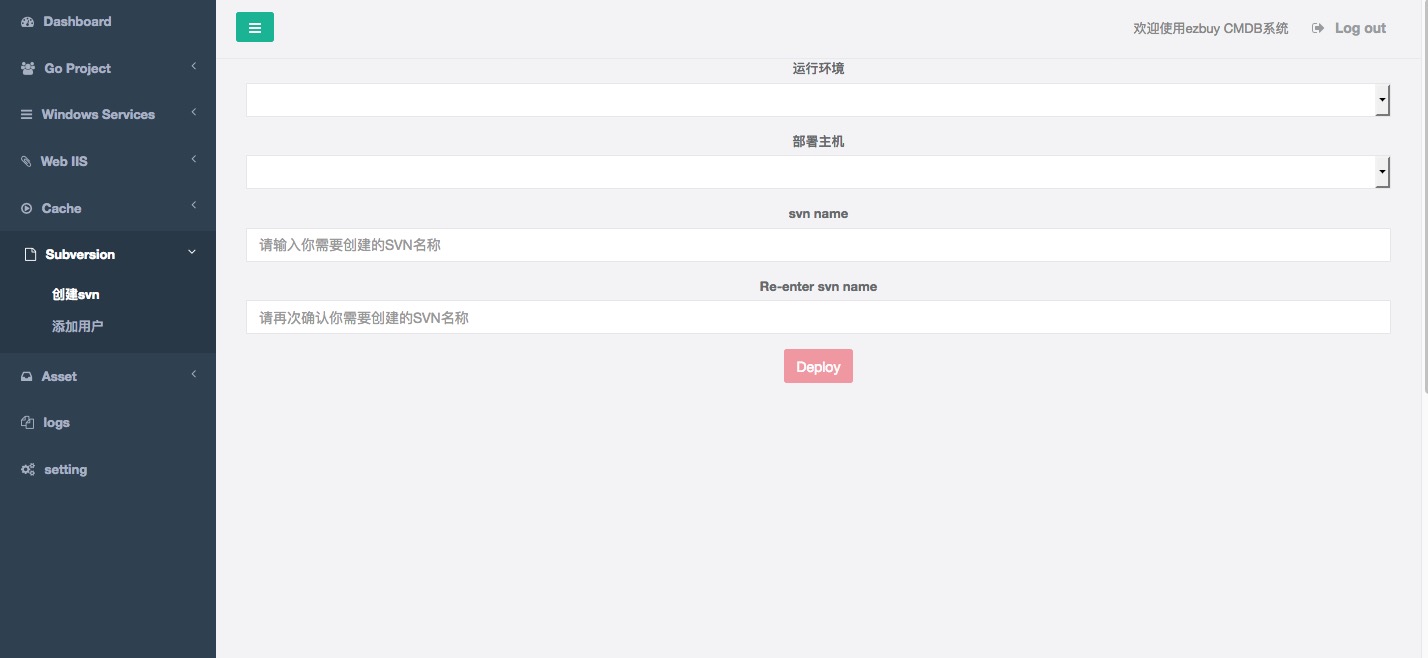 Dashboard
Go Project
Windows Services
Web IIS
Cache
Subversion
创建svn
添加用户
Asset
logs
setting
欢迎使用ezbuy CMDB系统
Log out
运行环境
部署主机
svn name
请输入你需要创建的SVN名称
Re-enter svn name
请再次确认你需要创建的SVN名称
Deploy